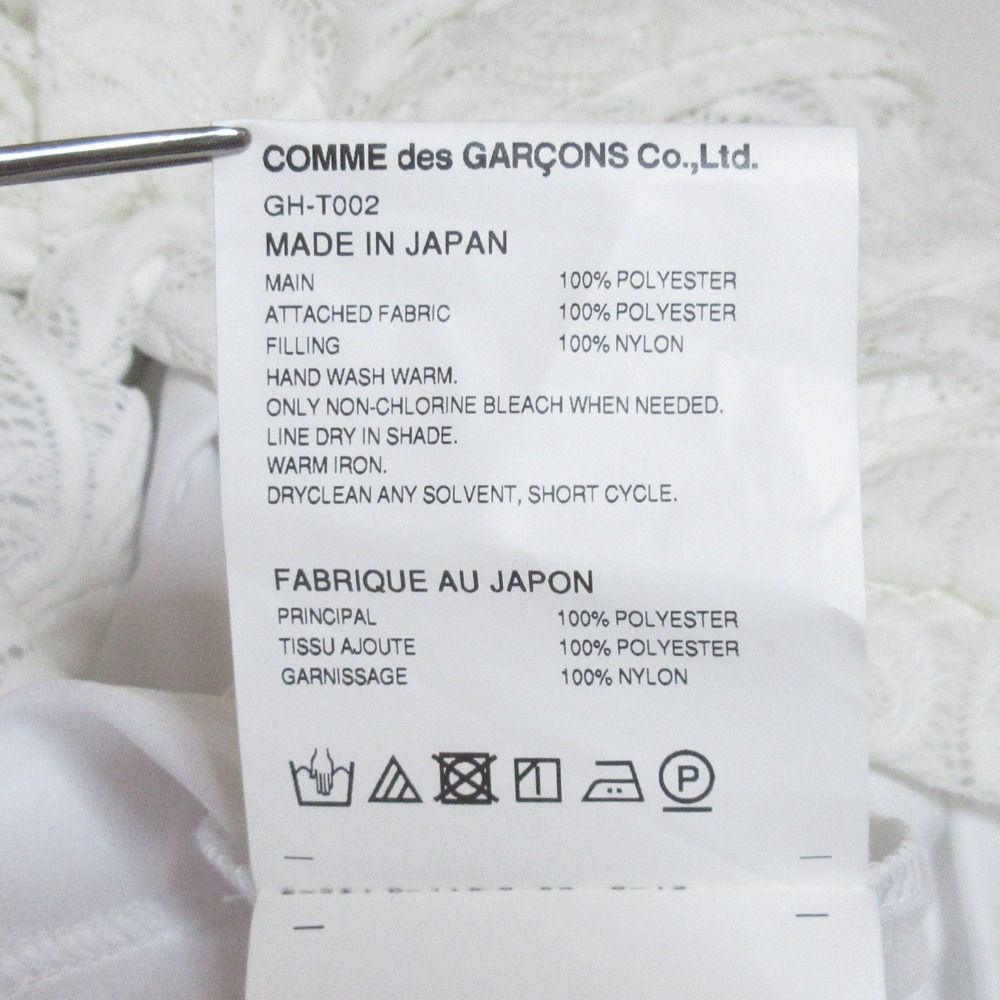 COMME des GARÇONS Co.,Ltd.
GH-T002
MADE IN JAPAN
MAIN 100% POLYESTER
ATTACHED FABRIC 100% POLYESTER
FILLING 100% NYLON
HAND WASH WARM.
ONLY NON-CHLORINE BLEACH WHEN NEEDED.
LINE DRY IN SHADE.
WARM IRON.
DRYCLEAN ANY SOLVENT, SHORT CYCLE.
FABRIQUE AU JAPON
PRINCIPAL 100% POLYESTER
TISSU AJOUTE 100% POLYESTER
GARNISSAGE 100% NYLON
P